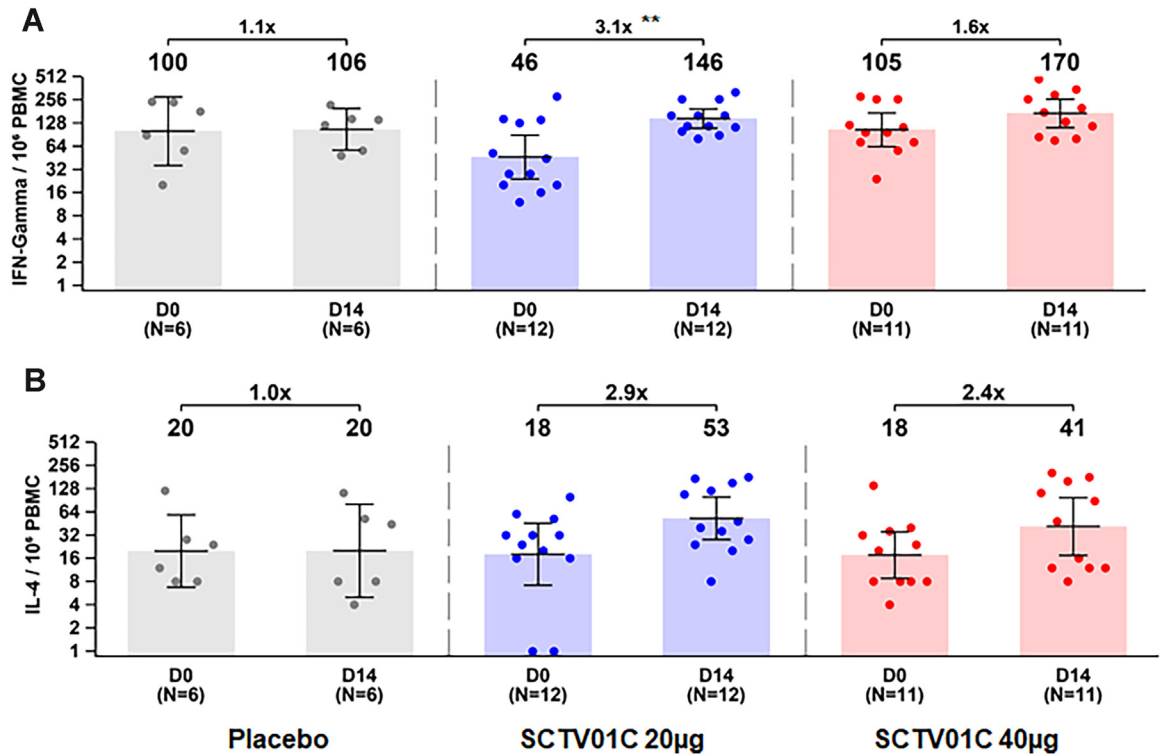 A
1.1x 3.1x ** 1.6x
100 106 46 146 105 170
IFN-Gamma / 10⁶ PBMC
512
256
128
64
32
16
8
4
2
1
D0 D14 D0 D14 D0 D14
(N=6) (N=6) (N=12) (N=12) (N=11) (N=11)
B
1.0x 2.9x 2.4x
20 20 18 53 18 41
IL-4 / 10⁶ PBMC
512
256
128
64
32
16
8
4
2
1
D0 D14 D0 D14 D0 D14
(N=6) (N=6) (N=12) (N=12) (N=11) (N=11)
Placebo SCTV01C 20µg SCTV01C 40µg